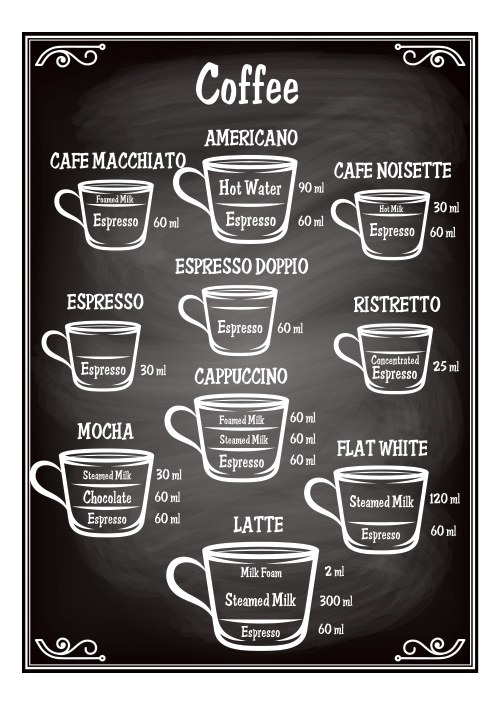 Coffee
AMERICANO
Hot Water 90 ml
Espresso 60 ml
CAFE MACCHIATO
Foamed Milk
Espresso 60 ml
CAFE NOISETTE
Hot Milk 30 ml
Espresso 60 ml
ESPRESSO DOPPIO
Espresso 60 ml
ESPRESSO
Espresso 30 ml
RISTRETTO
Concentrated
Espresso 25 ml
CAPPUCCINO
Foamed Milk 60 ml
Steamed Milk 60 ml
Espresso 60 ml
MOCHA
Steamed Milk 30 ml
Chocolate 60 ml
Espresso 60 ml
FLAT WHITE
Steamed Milk 120 ml
Espresso 60 ml
LATTE
Milk Foam 2 ml
Steamed Milk 300 ml
Espresso 60 ml